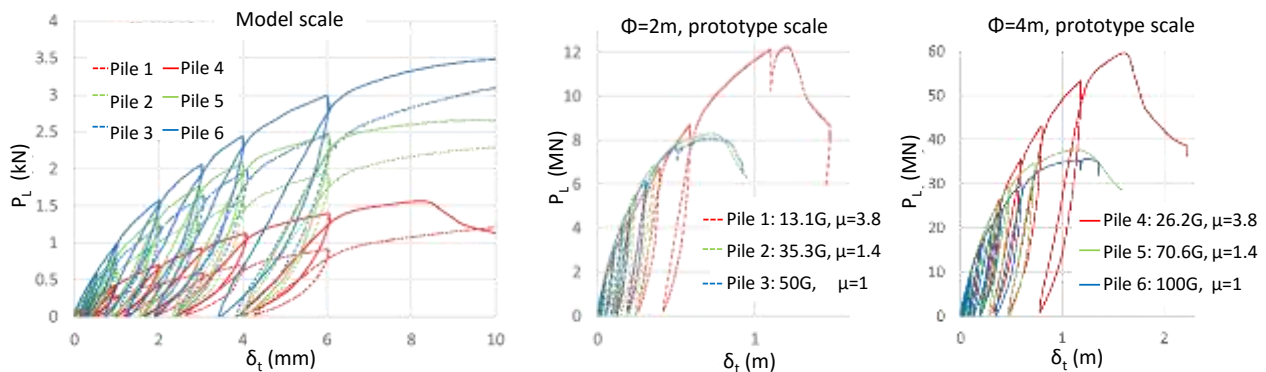 Model scale
4
3.5
3
2.5
2
1.5
1
0.5
0
P_L (kN)
Pile 1 Pile 4
Pile 2 Pile 5
Pile 3 Pile 6
0 2 4 6 8 10
δt (mm)
Φ=2m, prototype scale
12
10
8
6
4
2
0
P_L (MN)
Pile 1: 13.1G, μ=3.8
Pile 2: 35.3G, μ=1.4
Pile 3: 50G, μ=1
0 1
δt (m)
Φ=4m, prototype scale
60
50
40
30
20
10
0
P_L (MN)
Pile 4: 26.2G, μ=3.8
Pile 5: 70.6G, μ=1.4
Pile 6: 100G, μ=1
0 1 2
δt (m)